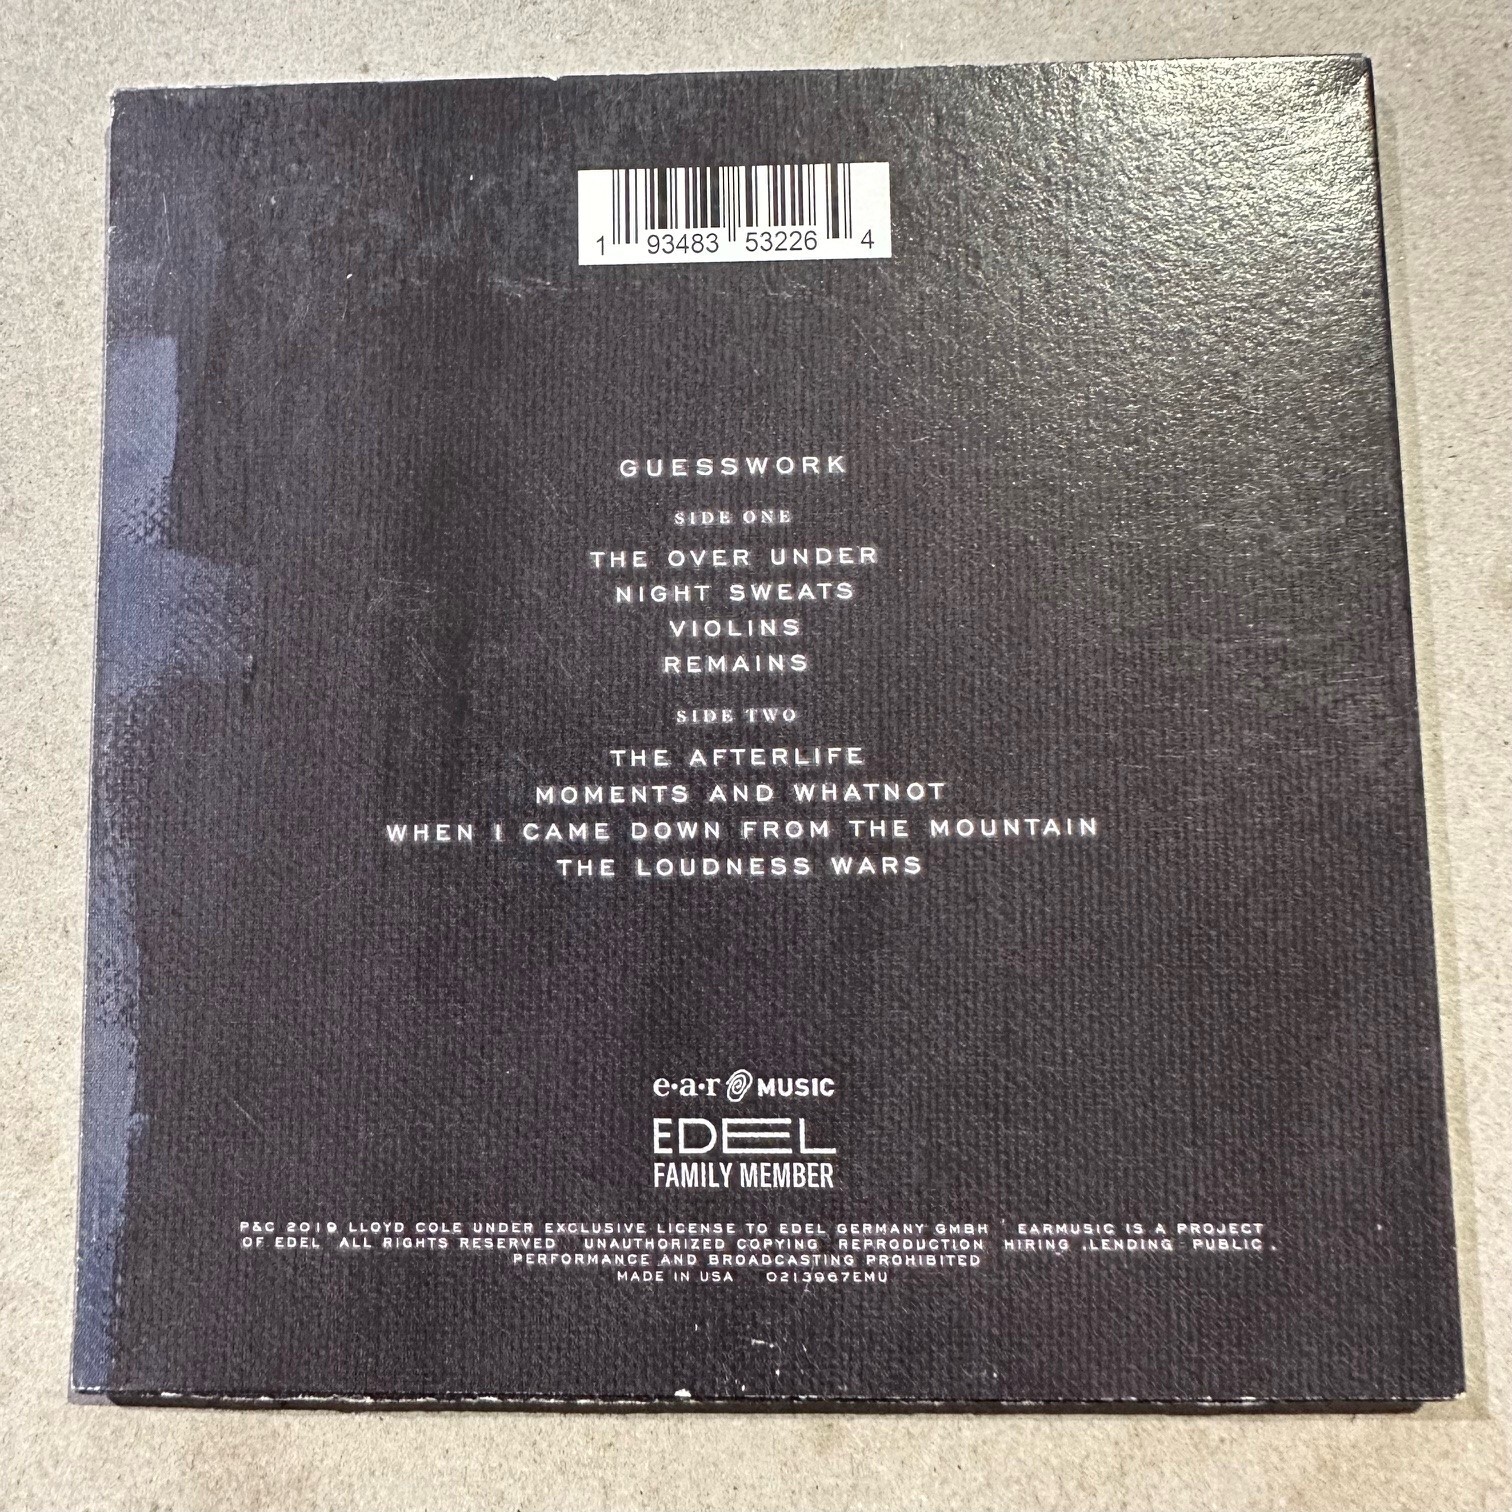 1 93483 53226 4
GUESSWORK
SIDE ONE
THE OVER UNDER
NIGHT SWEATS
VIOLINS
REMAINS
SIDE TWO
THE AFTERLIFE
MOMENTS AND WHATNOT
WHEN I CAME DOWN FROM THE MOUNTAIN
THE LOUDNESS WARS
e·a·r MUSIC
EDEL
FAMILY MEMBER
P&C 2019 LLOYD COLE UNDER EXCLUSIVE LICENSE TO EDEL GERMANY GMBH EARMUSIC IS A PROJECT
OF EDEL ALL RIGHTS RESERVED UNAUTHORIZED COPYING REPRODUCTION HIRING .LENDING PUBLIC .
PERFORMANCE AND BROADCASTING PROHIBITED
MADE IN USA 0213967EMU